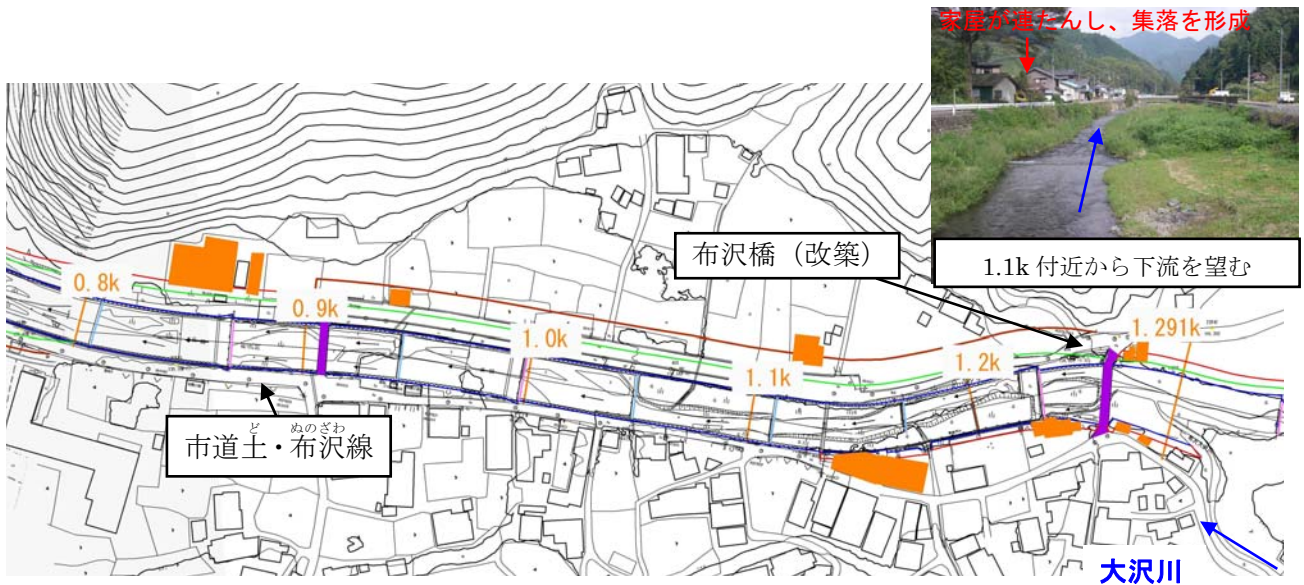 家屋が連たんし、集落を形成
1.1k 付近から下流を望む
布沢橋（改築）
0.8k
0.9k
1.0k
1.1k
1.2k
1.291k
ど ぬのざわ
市道土・布沢線
大沢川